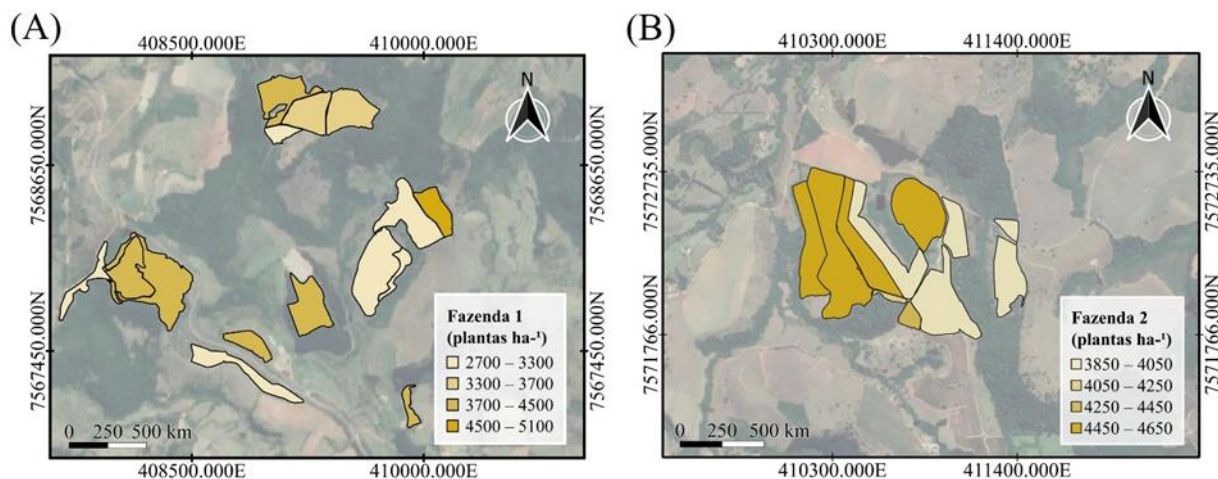 (A)
408500.000E 410000.000E
N
7568650.000N
7568650.000N
7567450.000N
7567450.000N
Fazenda 1
(plantas ha-¹)
2700 – 3300
3300 – 3700
3700 – 4500
4500 – 5100
0 250 500 km
408500.000E 410000.000E
(B)
410300.000E 411400.000E
N
7572735.000N
7572735.000N
7571766.000N
7571766.000N
Fazenda 2
(plantas ha-¹)
3850 – 4050
4050 – 4250
4250 – 4450
4450 – 4650
0 250 500 km
410300.000E 411400.000E